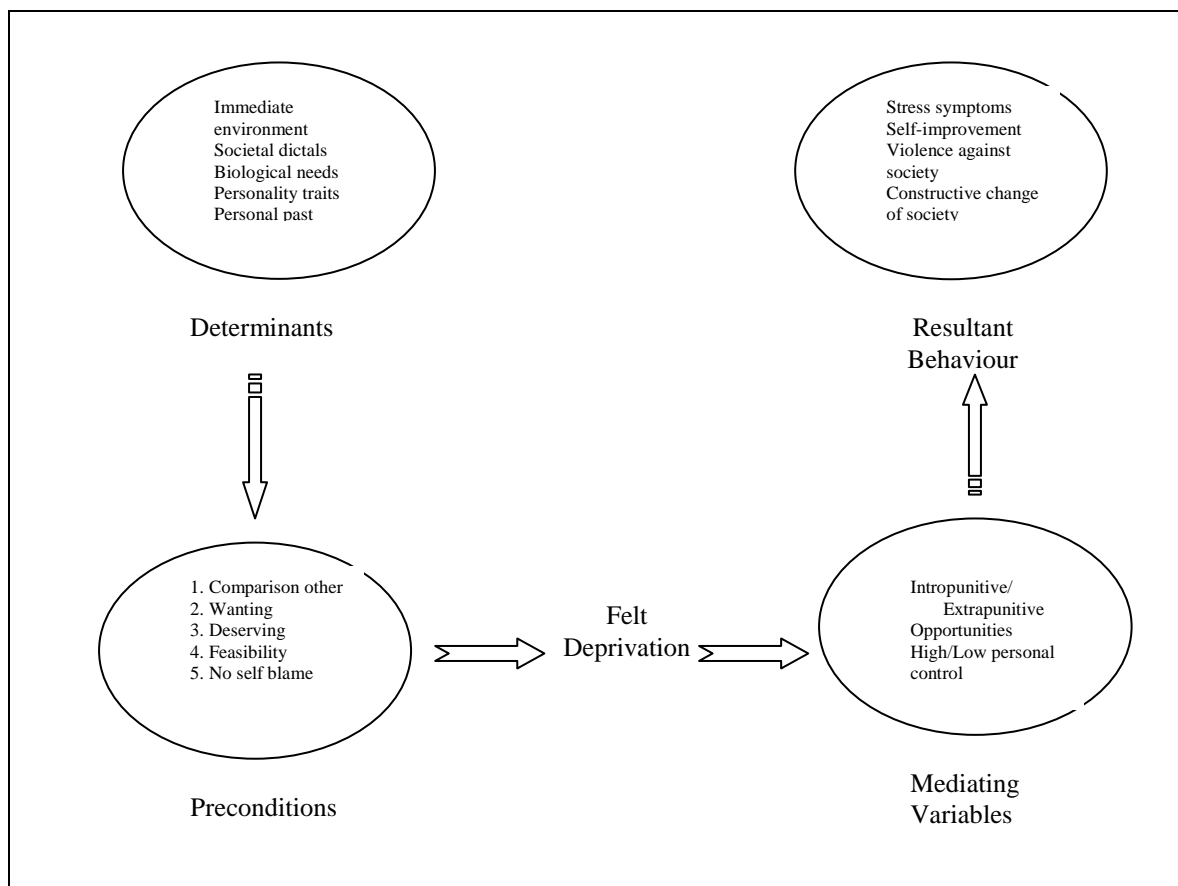 Immediate
environment
Societal dictals
Biological needs
Personality traits
Personal past
Determinants
1. Comparison other
2. Wanting
3. Deserving
4. Feasibility
5. No self blame
Preconditions
Felt
Deprivation
Intropunitive/
Extrapunitive
Opportunities
High/Low personal
control
Mediating
Variables
Stress symptoms
Self-improvement
Violence against
society
Constructive change
of society
Resultant
Behaviour